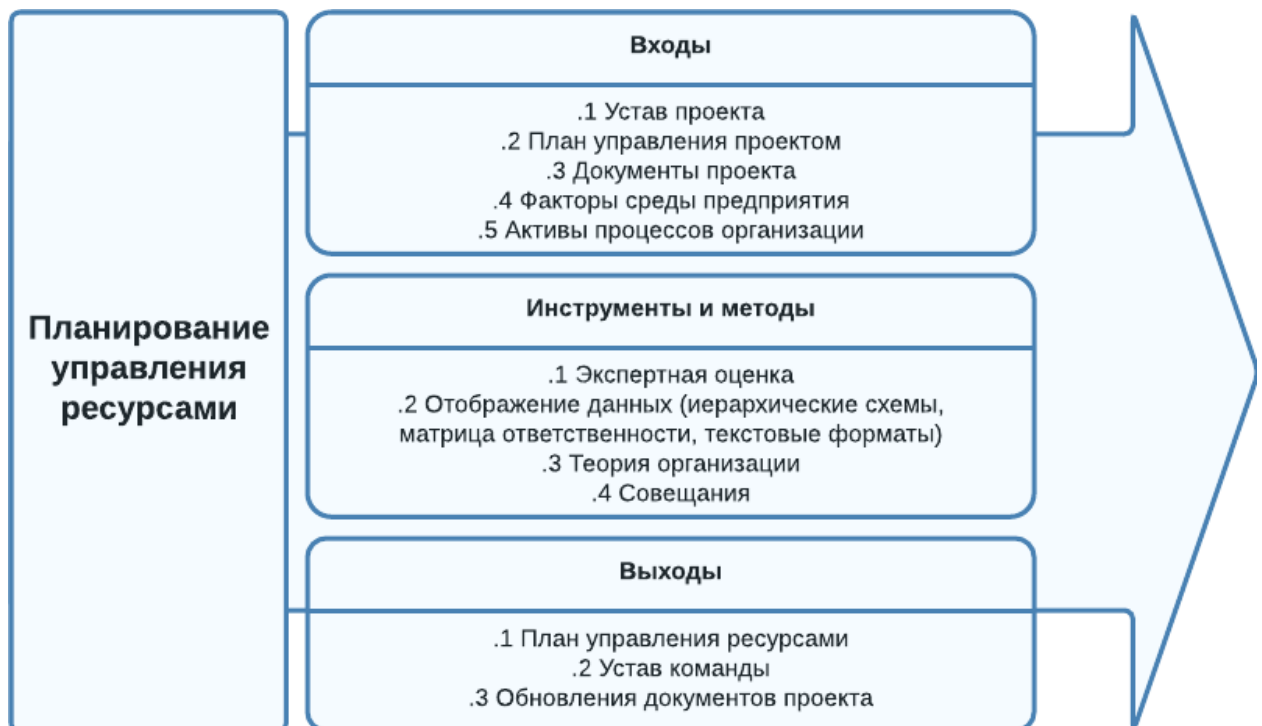 Планирование
управления
ресурсами
Входы
.1 Устав проекта
.2 План управления проектом
.3 Документы проекта
.4 Факторы среды предприятия
.5 Активы процессов организации
Инструменты и методы
.1 Экспертная оценка
.2 Отображение данных (иерархические схемы,
матрица ответственности, текстовые форматы)
.3 Теория организации
.4 Совещания
Выходы
.1 План управления ресурсами
.2 Устав команды
.3 Обновления документов проекта